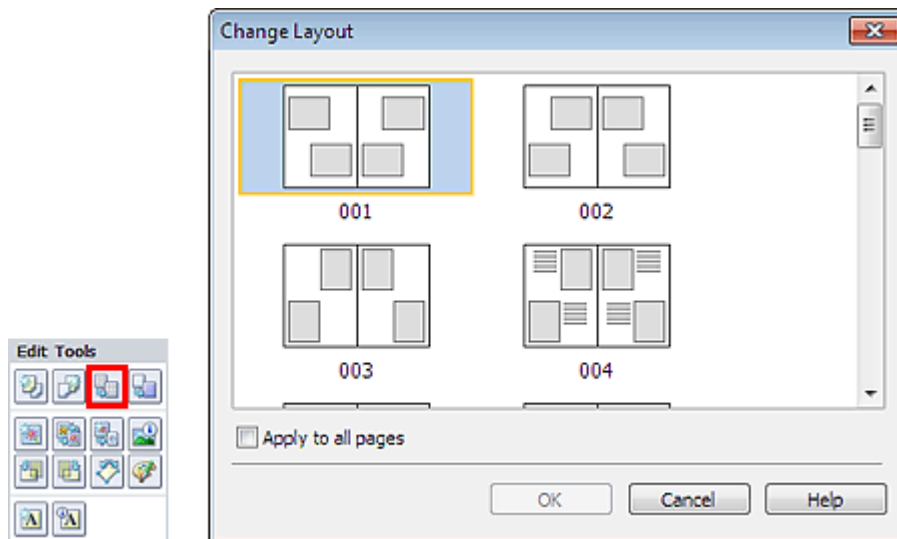 Change Layout
001 002
003 004
Edit Tools
Apply to all pages
OK Cancel Help
A A